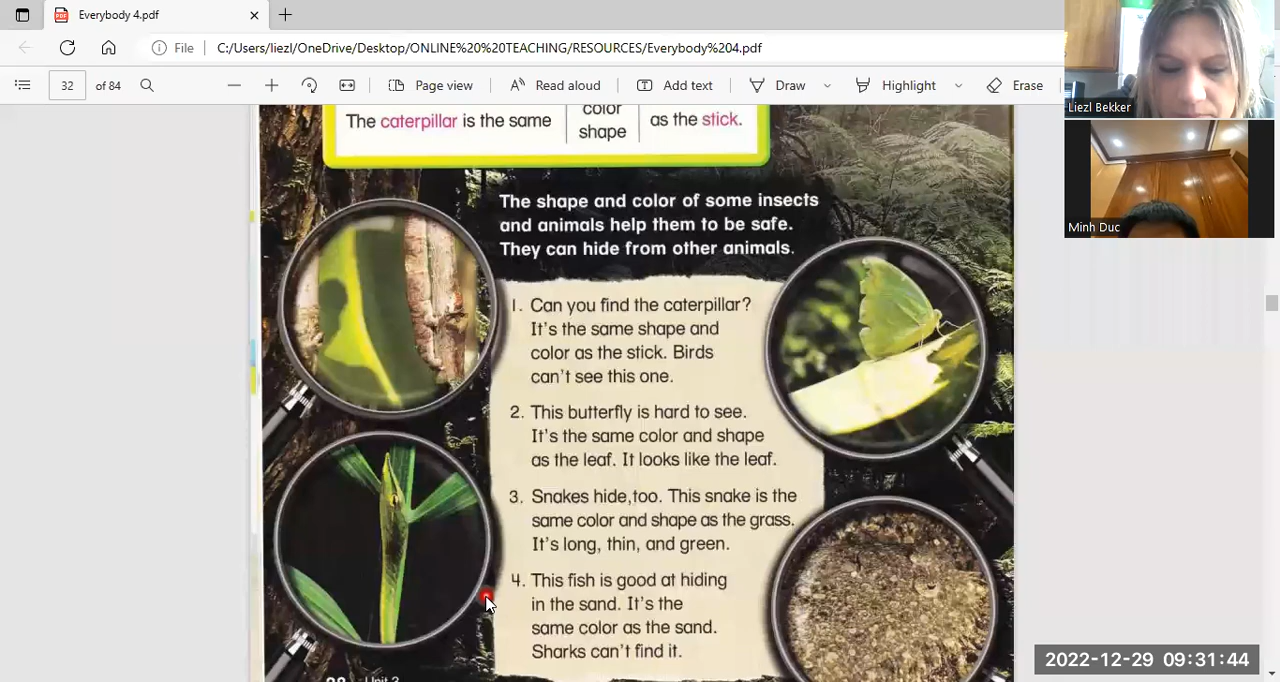 Everybody 4.pdf
File
C:/Users/liezl/OneDrive/Desktop/ONLINE%20%20TEACHING/RESOURCES/Everybody%204.pdf
32 of 84
Page view
Read aloud
Add text
Draw
Highlight
Erase
Liezl Bekker
Minh Duc
color
The caterpillar is the same
shape
as the stick.
The shape and color of some insects
and animals help them to be safe.
They can hide from other animals.
1. Can you find the caterpillar?
It's the same shape and
color as the stick. Birds
can't see this one.
2. This butterfly is hard to see.
It's the same color and shape
as the leaf. It looks like the leaf.
3. Snakes hide, too. This snake is the
same color and shape as the grass.
It's long, thin, and green.
4. This fish is good at hiding
in the sand. It's the
same color as the sand.
Sharks can't find it.
Unit 3
2022-12-29 09:31:44